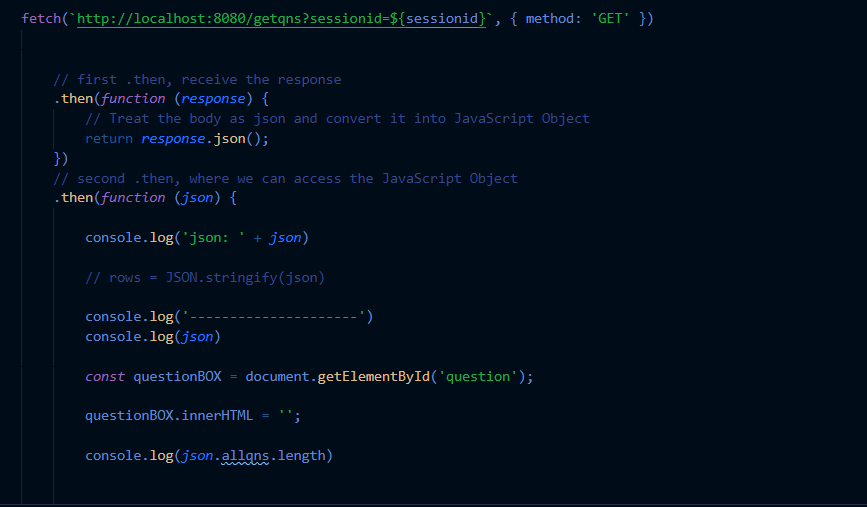 fetch(`http://localhost:8080/getqns?sessionid=${sessionid}`, { method: 'GET' })
// first .then, receive the response
.then(function (response) {
// Treat the body as json and convert it into JavaScript Object
return response.json();
})
// second .then, where we can access the JavaScript Object
.then(function (json) {
console.log('json: ' + json)
// rows = JSON.stringify(json)
console.log('---------------------')
console.log(json)
const questionBOX = document.getElementById('question');
questionBOX.innerHTML = '';
console.log(json.allqns.length)